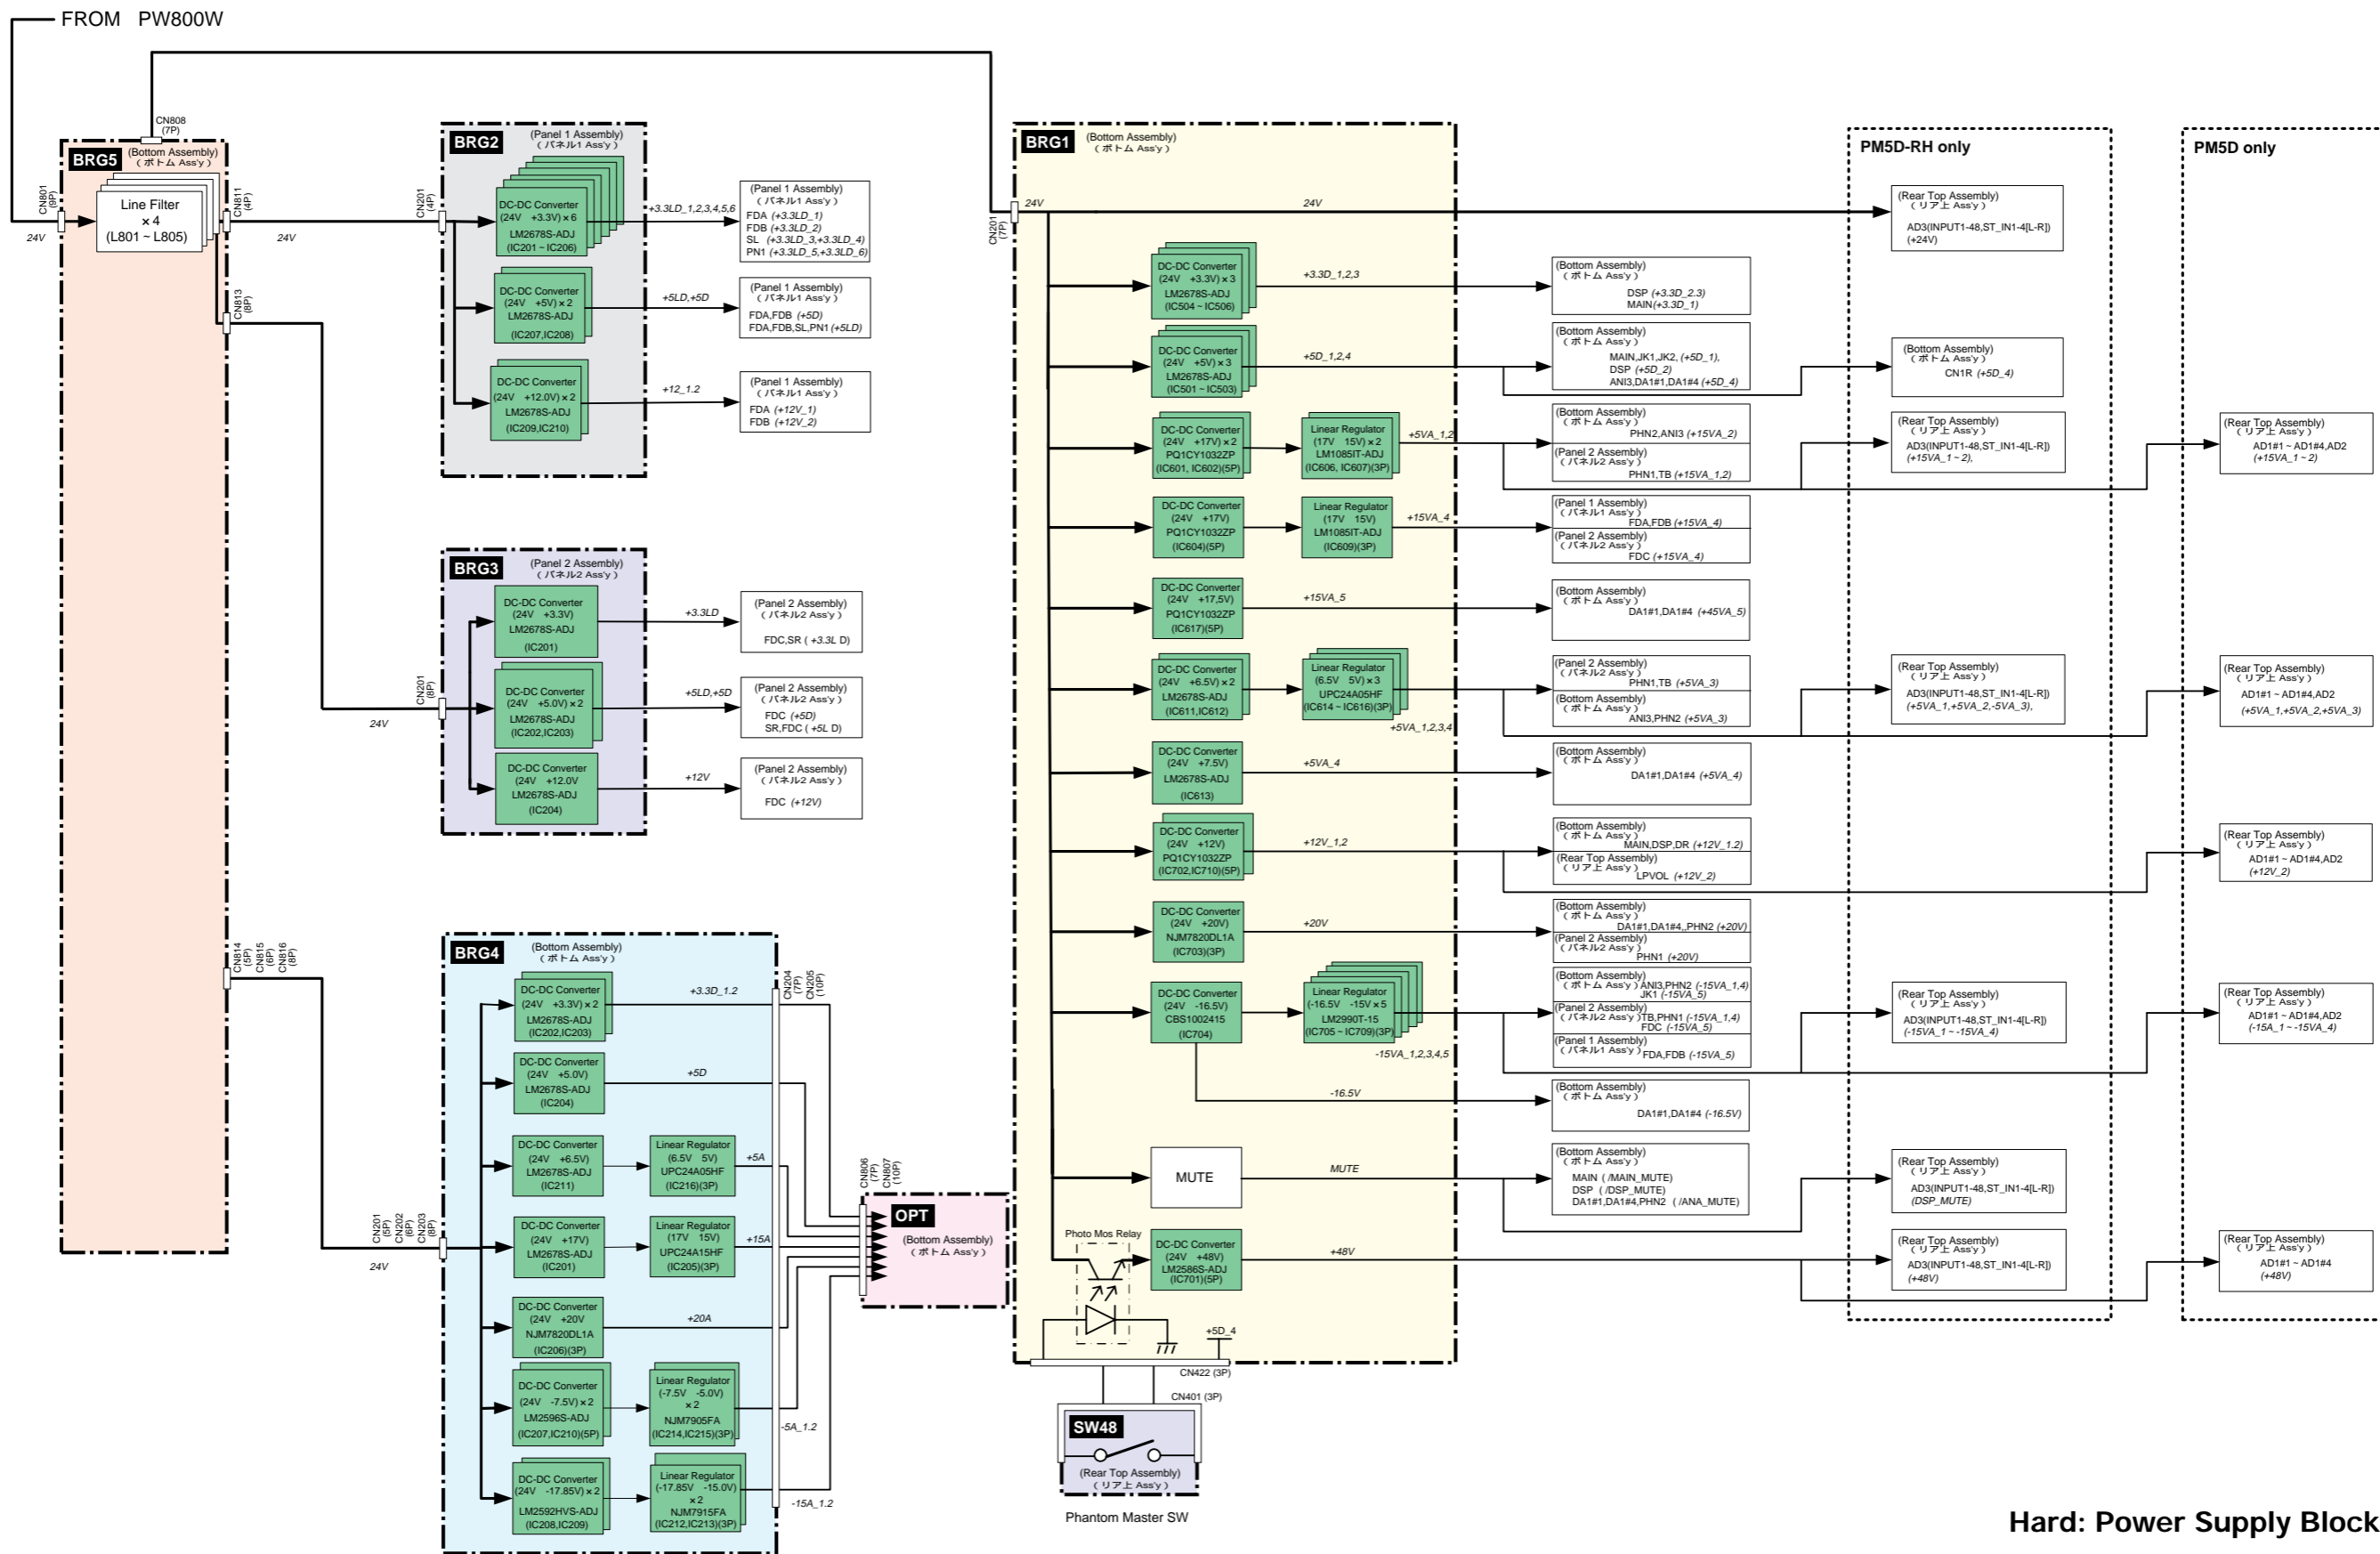 FROM PW800W
CN808
(7P)
BRG5
(Bottom Assembly)
( ボトム Ass'y )
CN801
(9P)
24V
Line Filter
× 4
(L801 ~ L805)
CN811
(4P)
24V
CN813
(8P)
CN814
(5P)
CN815
(6P)
CN816
(8P)
BRG2
(Panel 1 Assembly)
( パネル1 Ass'y )
CN201
(4P)
DC-DC Converter
(24V +3.3V) × 6
LM2678S-ADJ
(IC201 ~ IC206)
+3.3LD_1,2,3,4,5,6
(Panel 1 Assembly)
( パネル1 Ass'y )
FDA (+3.3LD_1)
FDB (+3.3LD_2)
SL (+3.3LD_3,+3.3LD_4)
PN1 (+3.3LD_5,+3.3LD_6)
DC-DC Converter
(24V +5V) × 2
LM2678S-ADJ
(IC207,IC208)
+5LD,+5D
(Panel 1 Assembly)
( パネル1 Ass'y )
FDA,FDB (+5D)
FDA,FDB,SL,PN1 (+5LD)
DC-DC Converter
(24V +12.0V) × 2
LM2678S-ADJ
(IC209,IC210)
+12_1.2
(Panel 1 Assembly)
( パネル1 Ass'y )
FDA (+12V_1)
FDB (+12V_2)
BRG3
(Panel 2 Assembly)
( パネル2 Ass'y )
24V
CN201
(8P)
DC-DC Converter
(24V +3.3V)
LM2678S-ADJ
(IC201)
+3.3LD
(Panel 2 Assembly)
( パネル2 Ass'y )
FDC,SR ( +3.3L D)
DC-DC Converter
(24V +5.0V) × 2
LM2678S-ADJ
(IC202,IC203)
+5LD,+5D
(Panel 2 Assembly)
( パネル2 Ass'y )
FDC (+5D)
SR,FDC ( +5L D)
DC-DC Converter
(24V +12.0V
LM2678S-ADJ
(IC204)
+12V
(Panel 2 Assembly)
( パネル2 Ass'y )
FDC (+12V)
BRG4
(Bottom Assembly)
( ボトム Ass'y )
CN201
(5P)
CN202
(6P)
CN203
(8P)
24V
CN204
(7P)
CN205
(10P)
DC-DC Converter
(24V +3.3V) × 2
LM2678S-ADJ
(IC202,IC203)
+3.3D_1.2
DC-DC Converter
(24V +5.0V)
LM2678S-ADJ
(IC204)
+5D
DC-DC Converter
(24V +6.5V)
LM2678S-ADJ
(IC211)
Linear Regulator
(6.5V 5V)
UPC24A05HF
(IC216)(3P)
+5A
DC-DC Converter
(24V +17V)
LM2678S-ADJ
(IC201)
Linear Regulator
(17V 15V)
UPC24A15HF
(IC205)(3P)
+15A
DC-DC Converter
(24V +20V
NJM7820DL1A
(IC206)(3P)
+20A
DC-DC Converter
(24V -7.5V) × 2
LM2596S-ADJ
(IC207,IC210)(5P)
Linear Regulator
(-7.5V -5.0V)
× 2
NJM7905FA
(IC214,IC215)(3P)
-5A_1.2
DC-DC Converter
(24V -17.85V) × 2
LM2592HVS-ADJ
(IC208,IC209)
Linear Regulator
(-17.85V -15.0V)
× 2
NJM7915FA
(IC212,IC213)(3P)
-15A_1.2
CN806
(7P)
CN807
(10P)
OPT
(Bottom Assembly)
( ボトム Ass'y )
BRG1
(Bottom Assembly)
( ボトム Ass'y )
CN201
(7P)
24V
24V
DC-DC Converter
(24V +3.3V) × 3
LM2678S-ADJ
(IC504 ~ IC506)
+3.3D_1,2,3
(Bottom Assembly)
( ボトム Ass'y )
DSP (+3.3D_2.3)
MAIN(+3.3D_1)
DC-DC Converter
(24V +5V) × 3
LM2678S-ADJ
(IC501 ~ IC503)
+5D_1,2,4
(Bottom Assembly)
( ボトム Ass'y )
MAIN,JK1,JK2, (+5D_1),
DSP (+5D_2)
ANI3,DA1#1,DA1#4 (+5D_4)
DC-DC Converter
(24V +17V) × 2
PQ1CY1032ZP
(IC601, IC602)(5P)
Linear Regulator
(17V 15V) × 2
LM1085IT-ADJ
(IC606, IC607)(3P)
+5VA_1,2
(Bottom Assembly)
( ボトム Ass'y )
PHN2,ANI3 (+15VA_2)
(Panel 2 Assembly)
( パネル2 Ass'y )
PHN1,TB (+15VA_1,2)
DC-DC Converter
(24V +17V)
PQ1CY1032ZP
(IC604)(5P)
Linear Regulator
(17V 15V)
LM1085IT-ADJ
(IC609)(3P)
+15VA_4
(Panel 1 Assembly)
( パネル1 Ass'y )
FDA,FDB (+15VA_4)
(Panel 2 Assembly)
( パネル2 Ass'y )
FDC (+15VA_4)
DC-DC Converter
(24V +17,5V)
PQ1CY1032ZP
(IC617)(5P)
+15VA_5
(Bottom Assembly)
( ボトム Ass'y )
DA1#1,DA1#4 (+45VA_5)
DC-DC Converter
(24V +6.5V) × 2
LM2678S-ADJ
(IC611,IC612)
Linear Regulator
(6.5V 5V) × 3
UPC24A05HF
(IC614 ~ IC616)(3P)
+5VA_1,2,3,4
(Panel 2 Assembly)
( パネル2 Ass'y )
PHN1,TB (+5VA_3)
(Bottom Assembly)
( ボトム Ass'y )
ANI3,PHN2 (+5VA_3)
DC-DC Converter
(24V +7.5V)
LM2678S-ADJ
(IC613)
+5VA_4
(Bottom Assembly)
( ボトム Ass'y )
DA1#1,DA1#4 (+5VA_4)
DC-DC Converter
(24V +12V)
PQ1CY1032ZP
(IC702,IC710)(5P)
+12V_1,2
(Bottom Assembly)
( ボトム Ass'y )
MAIN,DSP,DR (+12V_1.2)
(Rear Top Assembly)
( リア上 Ass'y )
LPVOL (+12V_2)
DC-DC Converter
(24V +20V)
NJM7820DL1A
(IC703)(3P)
+20V
(Bottom Assembly)
( ボトム Ass'y )
DA1#1,DA1#4,,PHN2 (+20V)
(Panel 2 Assembly)
( パネル2 Ass'y )
PHN1 (+20V)
DC-DC Converter
(24V -16.5V)
CBS1002415
(IC704)
Linear Regulator
(-16.5V -15V × 5
LM2990T-15
(IC705 ~ IC709)(3P)
-15VA_1,2,3,4,5
(Bottom Assembly)
( ボトム Ass'y ) ANI3,PHN2 (-15VA_1,4)
JK1 (-15VA_5)
(Panel 2 Assembly)
( パネル2 Ass'y ) TB,PHN1 (-15VA_1,4)
FDC (-15VA_5)
(Panel 1 Assembly)
( パネル1 Ass'y ) FDA,FDB (-15VA_5)
-16.5V
(Bottom Assembly)
( ボトム Ass'y )
DA1#1,DA1#4 (-16.5V)
MUTE
MUTE
(Bottom Assembly)
( ボトム Ass'y )
MAIN ( /MAIN_MUTE)
DSP ( /DSP_MUTE)
DA1#1,DA1#4,PHN2 ( /ANA_MUTE)
Photo Mos Relay
DC-DC Converter
(24V +48V)
LM2586S-ADJ
(IC701)(5P)
+48V
+5D_4
CN422 (3P)
CN401 (3P)
SW48
(Rear Top Assembly)
( リア上 Ass'y )
Phantom Master SW
PM5D-RH only
(Rear Top Assembly)
( リア上 Ass'y )
AD3(INPUT1-48,ST_IN1-4[L-R])
(+24V)
(Bottom Assembly)
( ボトム Ass'y )
CN1R (+5D_4)
(Rear Top Assembly)
( リア上 Ass'y )
AD3(INPUT1-48,ST_IN1-4[L-R])
(+15VA_1 ~ 2),
(Rear Top Assembly)
( リア上 Ass'y )
AD3(INPUT1-48,ST_IN1-4[L-R])
(+5VA_1,+5VA_2,-5VA_3),
(Rear Top Assembly)
( リア上 Ass'y )
AD3(INPUT1-48,ST_IN1-4[L-R])
(-15VA_1 ~ -15VA_4)
(Rear Top Assembly)
( リア上 Ass'y )
AD3(INPUT1-48,ST_IN1-4[L-R])
(DSP_MUTE)
(Rear Top Assembly)
( リア上 Ass'y )
AD3(INPUT1-48,ST_IN1-4[L-R])
(+48V)
PM5D only
(Rear Top Assembly)
( リア上 Ass'y )
AD1#1 ~ AD1#4,AD2
(+15VA_1 ~ 2)
(Rear Top Assembly)
( リア上 Ass'y )
AD1#1 ~ AD1#4,AD2
(+5VA_1,+5VA_2,+5VA_3)
(Rear Top Assembly)
( リア上 Ass'y )
AD1#1 ~ AD1#4,AD2
(+12V_2)
(Rear Top Assembly)
( リア上 Ass'y )
AD1#1 ~ AD1#4,AD2
(-15A_1 ~ -15VA_4)
(Rear Top Assembly)
( リア上 Ass'y )
AD1#1 ~ AD1#4
(+48V)
Hard: Power Supply Block